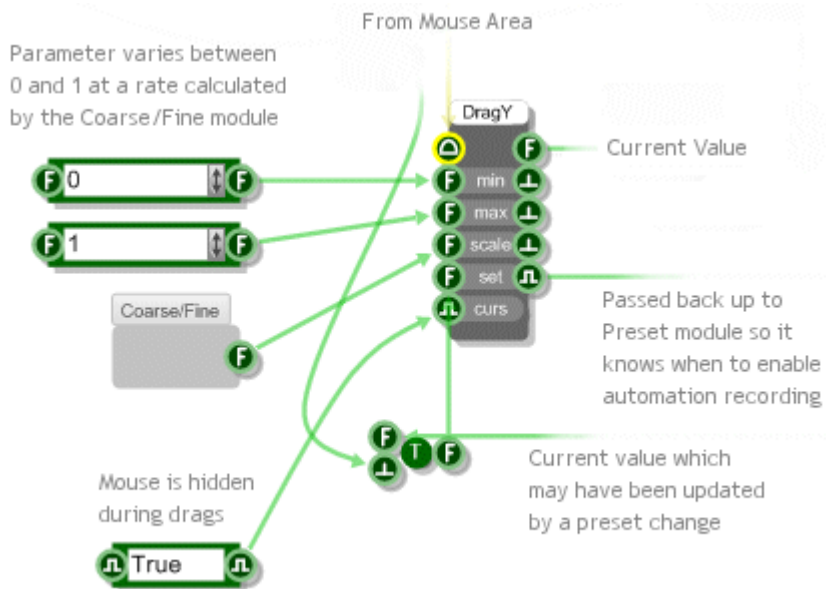 From Mouse Area
Parameter varies between
0 and 1 at a rate calculated
by the Coarse/Fine module
DragY
F
Current Value
F 0 F
F min
F 1 F
F max
F scale
Coarse/Fine
F
F set
curs
Passed back up to
Preset module so it
knows when to enable
automation recording
F
T F
Mouse is hidden
during drags
True
Current value which
may have been updated
by a preset change